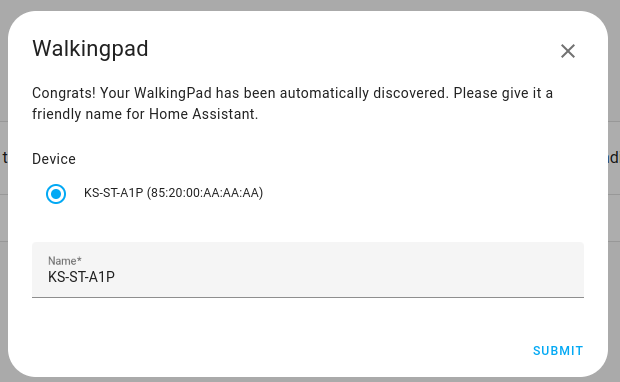 Walkingpad
Congrats! Your WalkingPad has been automatically discovered. Please give it a
friendly name for Home Assistant.
Device
KS-ST-A1P (85:20:00:AA:AA:AA)
Name*
KS-ST-A1P
SUBMIT